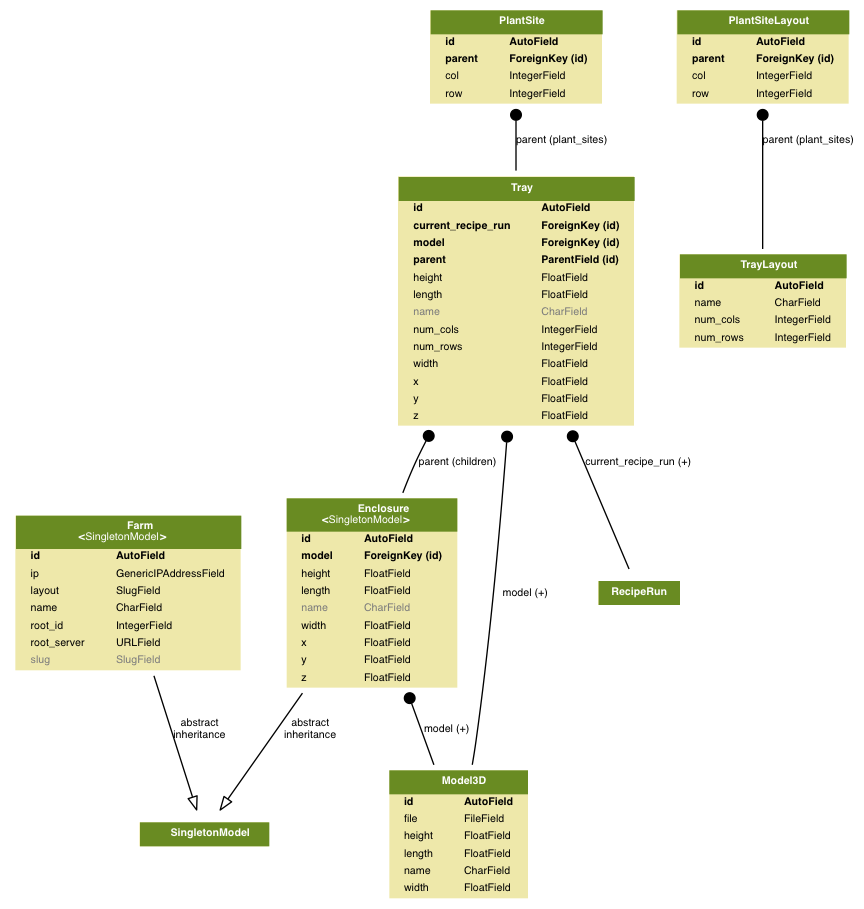 PlantSite
id AutoField
parent ForeignKey (id)
col IntegerField
row IntegerField
PlantSiteLayout
id AutoField
parent ForeignKey (id)
col IntegerField
row IntegerField
parent (plant_sites)
parent (plant_sites)
Tray
id AutoField
current_recipe_run ForeignKey (id)
model ForeignKey (id)
parent ParentField (id)
height FloatField
length FloatField
name CharField
num_cols IntegerField
num_rows IntegerField
width FloatField
x FloatField
y FloatField
z FloatField
TrayLayout
id AutoField
name CharField
num_cols IntegerField
num_rows IntegerField
parent (children)
current_recipe_run (+)
Farm
<SingletonModel>
id AutoField
ip GenericIPAddressField
layout SlugField
name CharField
root_id IntegerField
root_server URLField
slug SlugField
Enclosure
<SingletonModel>
id AutoField
model ForeignKey (id)
height FloatField
length FloatField
name CharField
width FloatField
x FloatField
y FloatField
z FloatField
model (+)
RecipeRun
abstract
inheritance
abstract
inheritance
model (+)
SingletonModel
Model3D
id AutoField
file FileField
height FloatField
length FloatField
name CharField
width FloatField